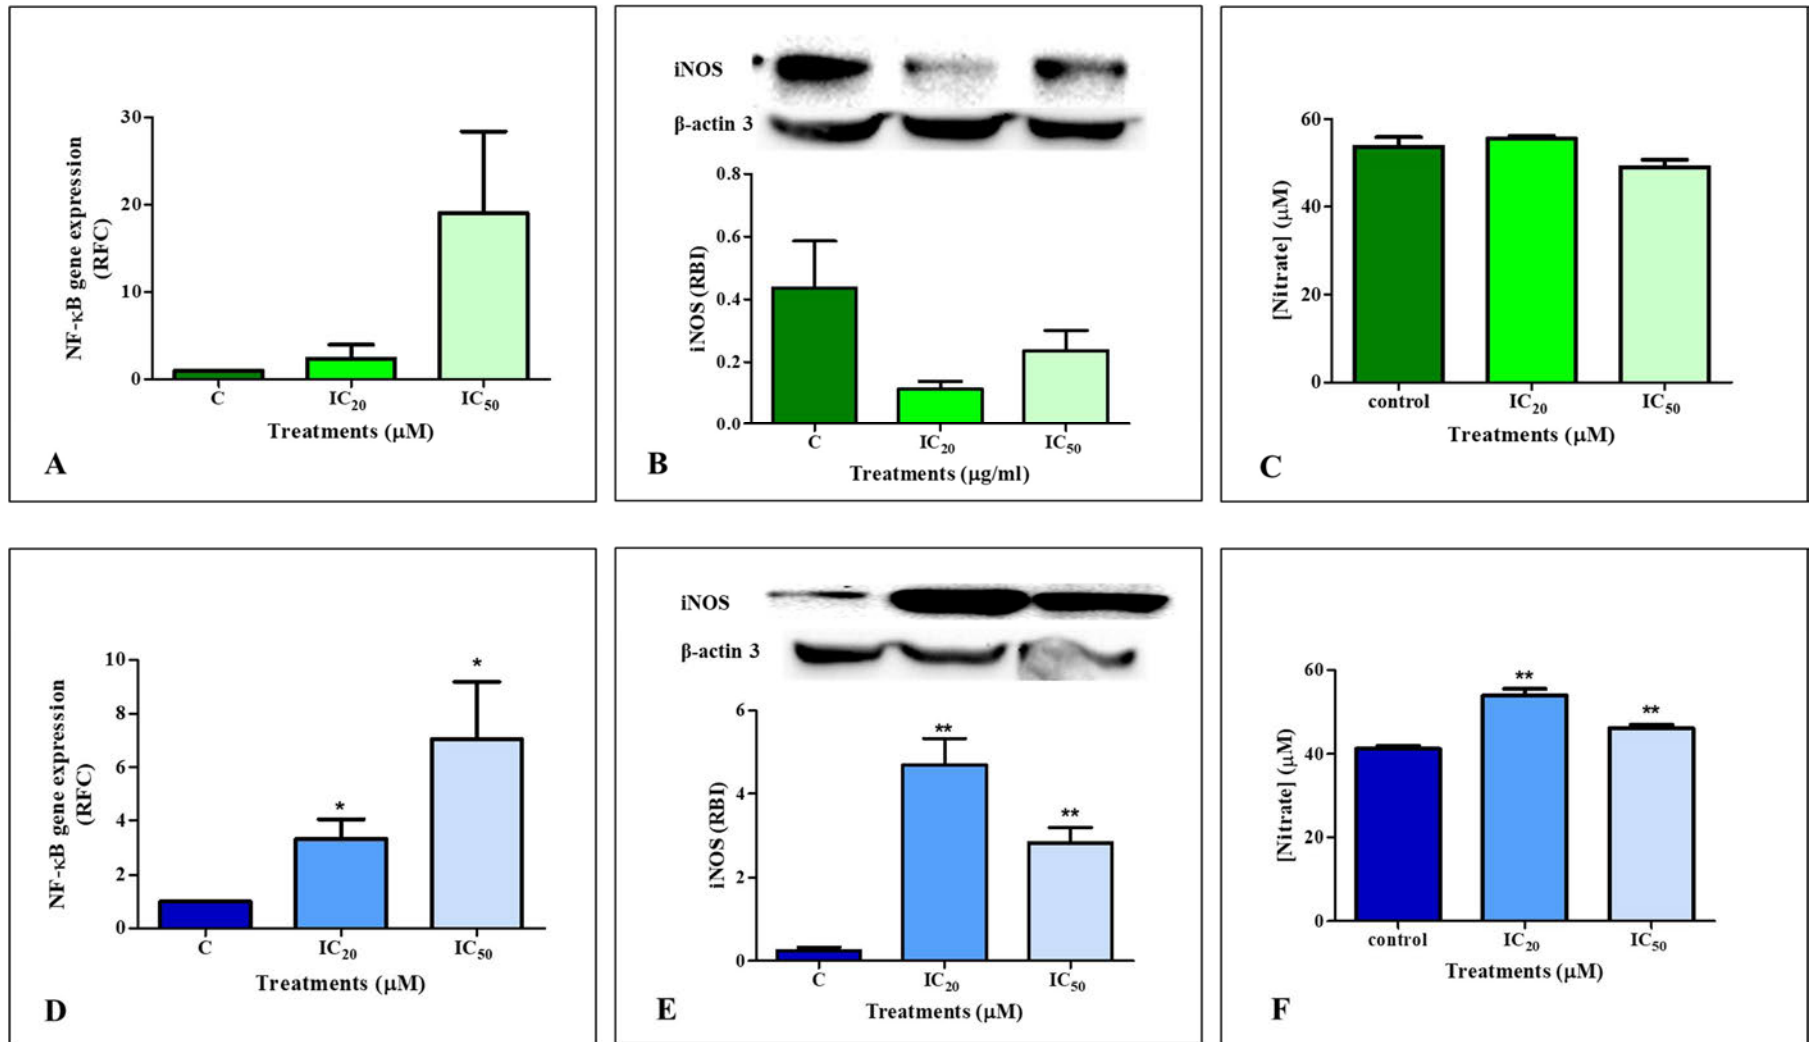 NF-κB gene expression
(RFC)
30
20
10
0
C
IC20
IC50
Treatments (μM)
A
iNOS
β-actin 3
iNOS (RBI)
0.8
0.6
0.4
0.2
0.0
C
IC20
IC50
Treatments (μg/ml)
B
[Nitrate] (μM)
60
40
20
0
control
IC20
IC50
Treatments (μM)
C
NF-κB gene expression
(RFC)
10
8
6
4
2
0
*
*
C
IC20
IC50
Treatments (μM)
D
iNOS
β-actin 3
iNOS (RBI)
6
4
2
0
**
**
C
IC20
IC50
Treatments (μM)
E
[Nitrate] (μM)
60
40
20
0
**
**
control
IC20
IC50
Treatments (μM)
F